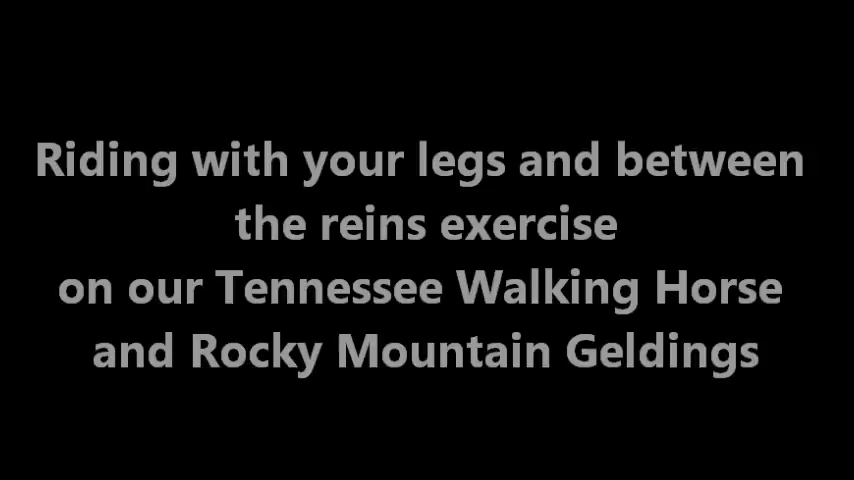 Riding with your legs and between
the reins exercise
on our Tennessee Walking Horse
and Rocky Mountain Geldings